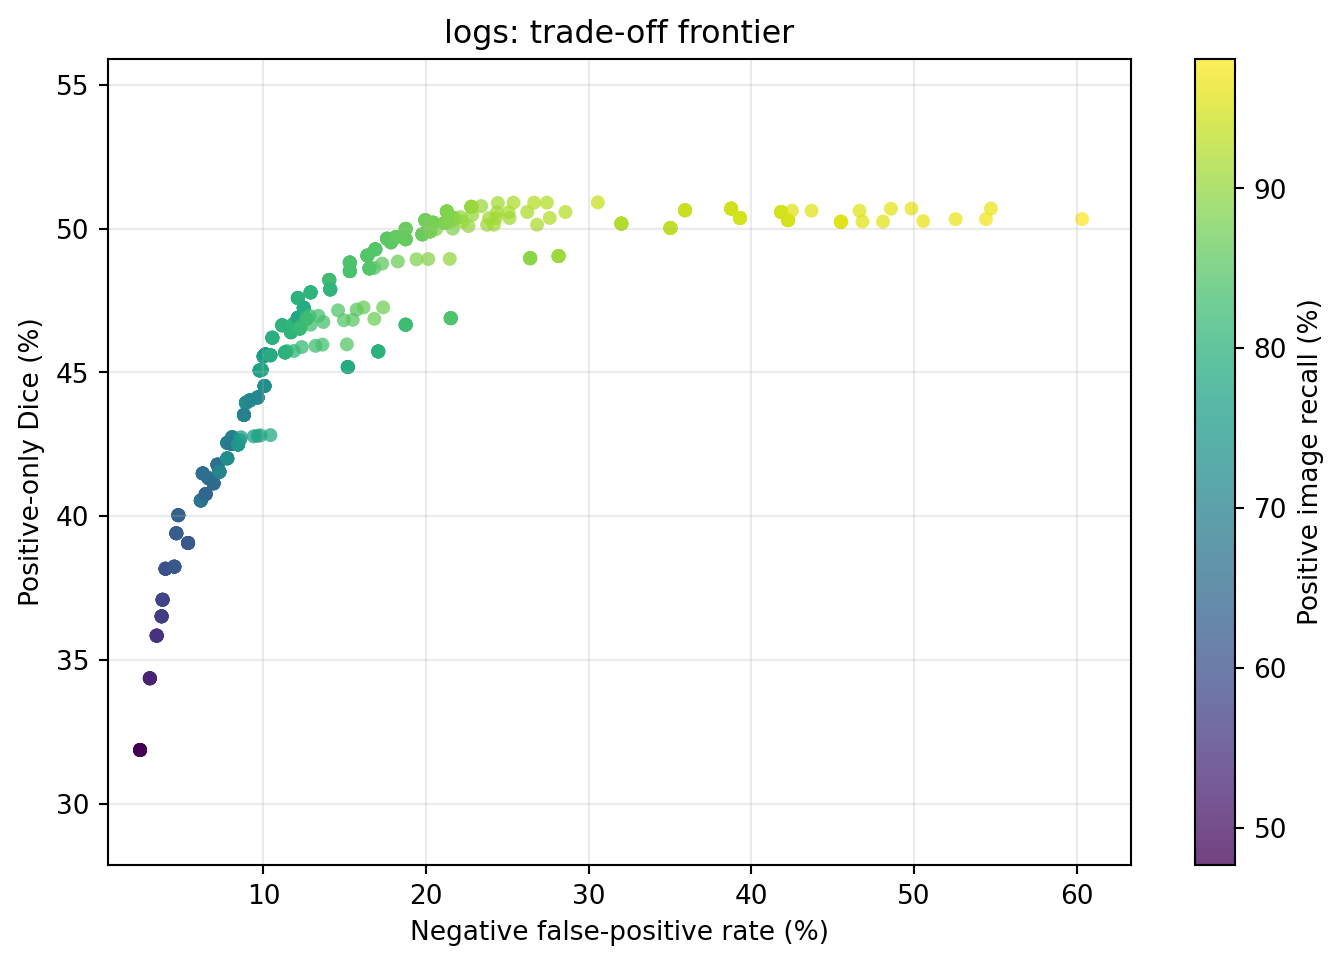 logs: trade-off frontier
55
50
45
40
35
30
Positive-only Dice (%)
10 20 30 40 50 60
Negative false-positive rate (%)
90
80
70
60
50
Positive image recall (%)